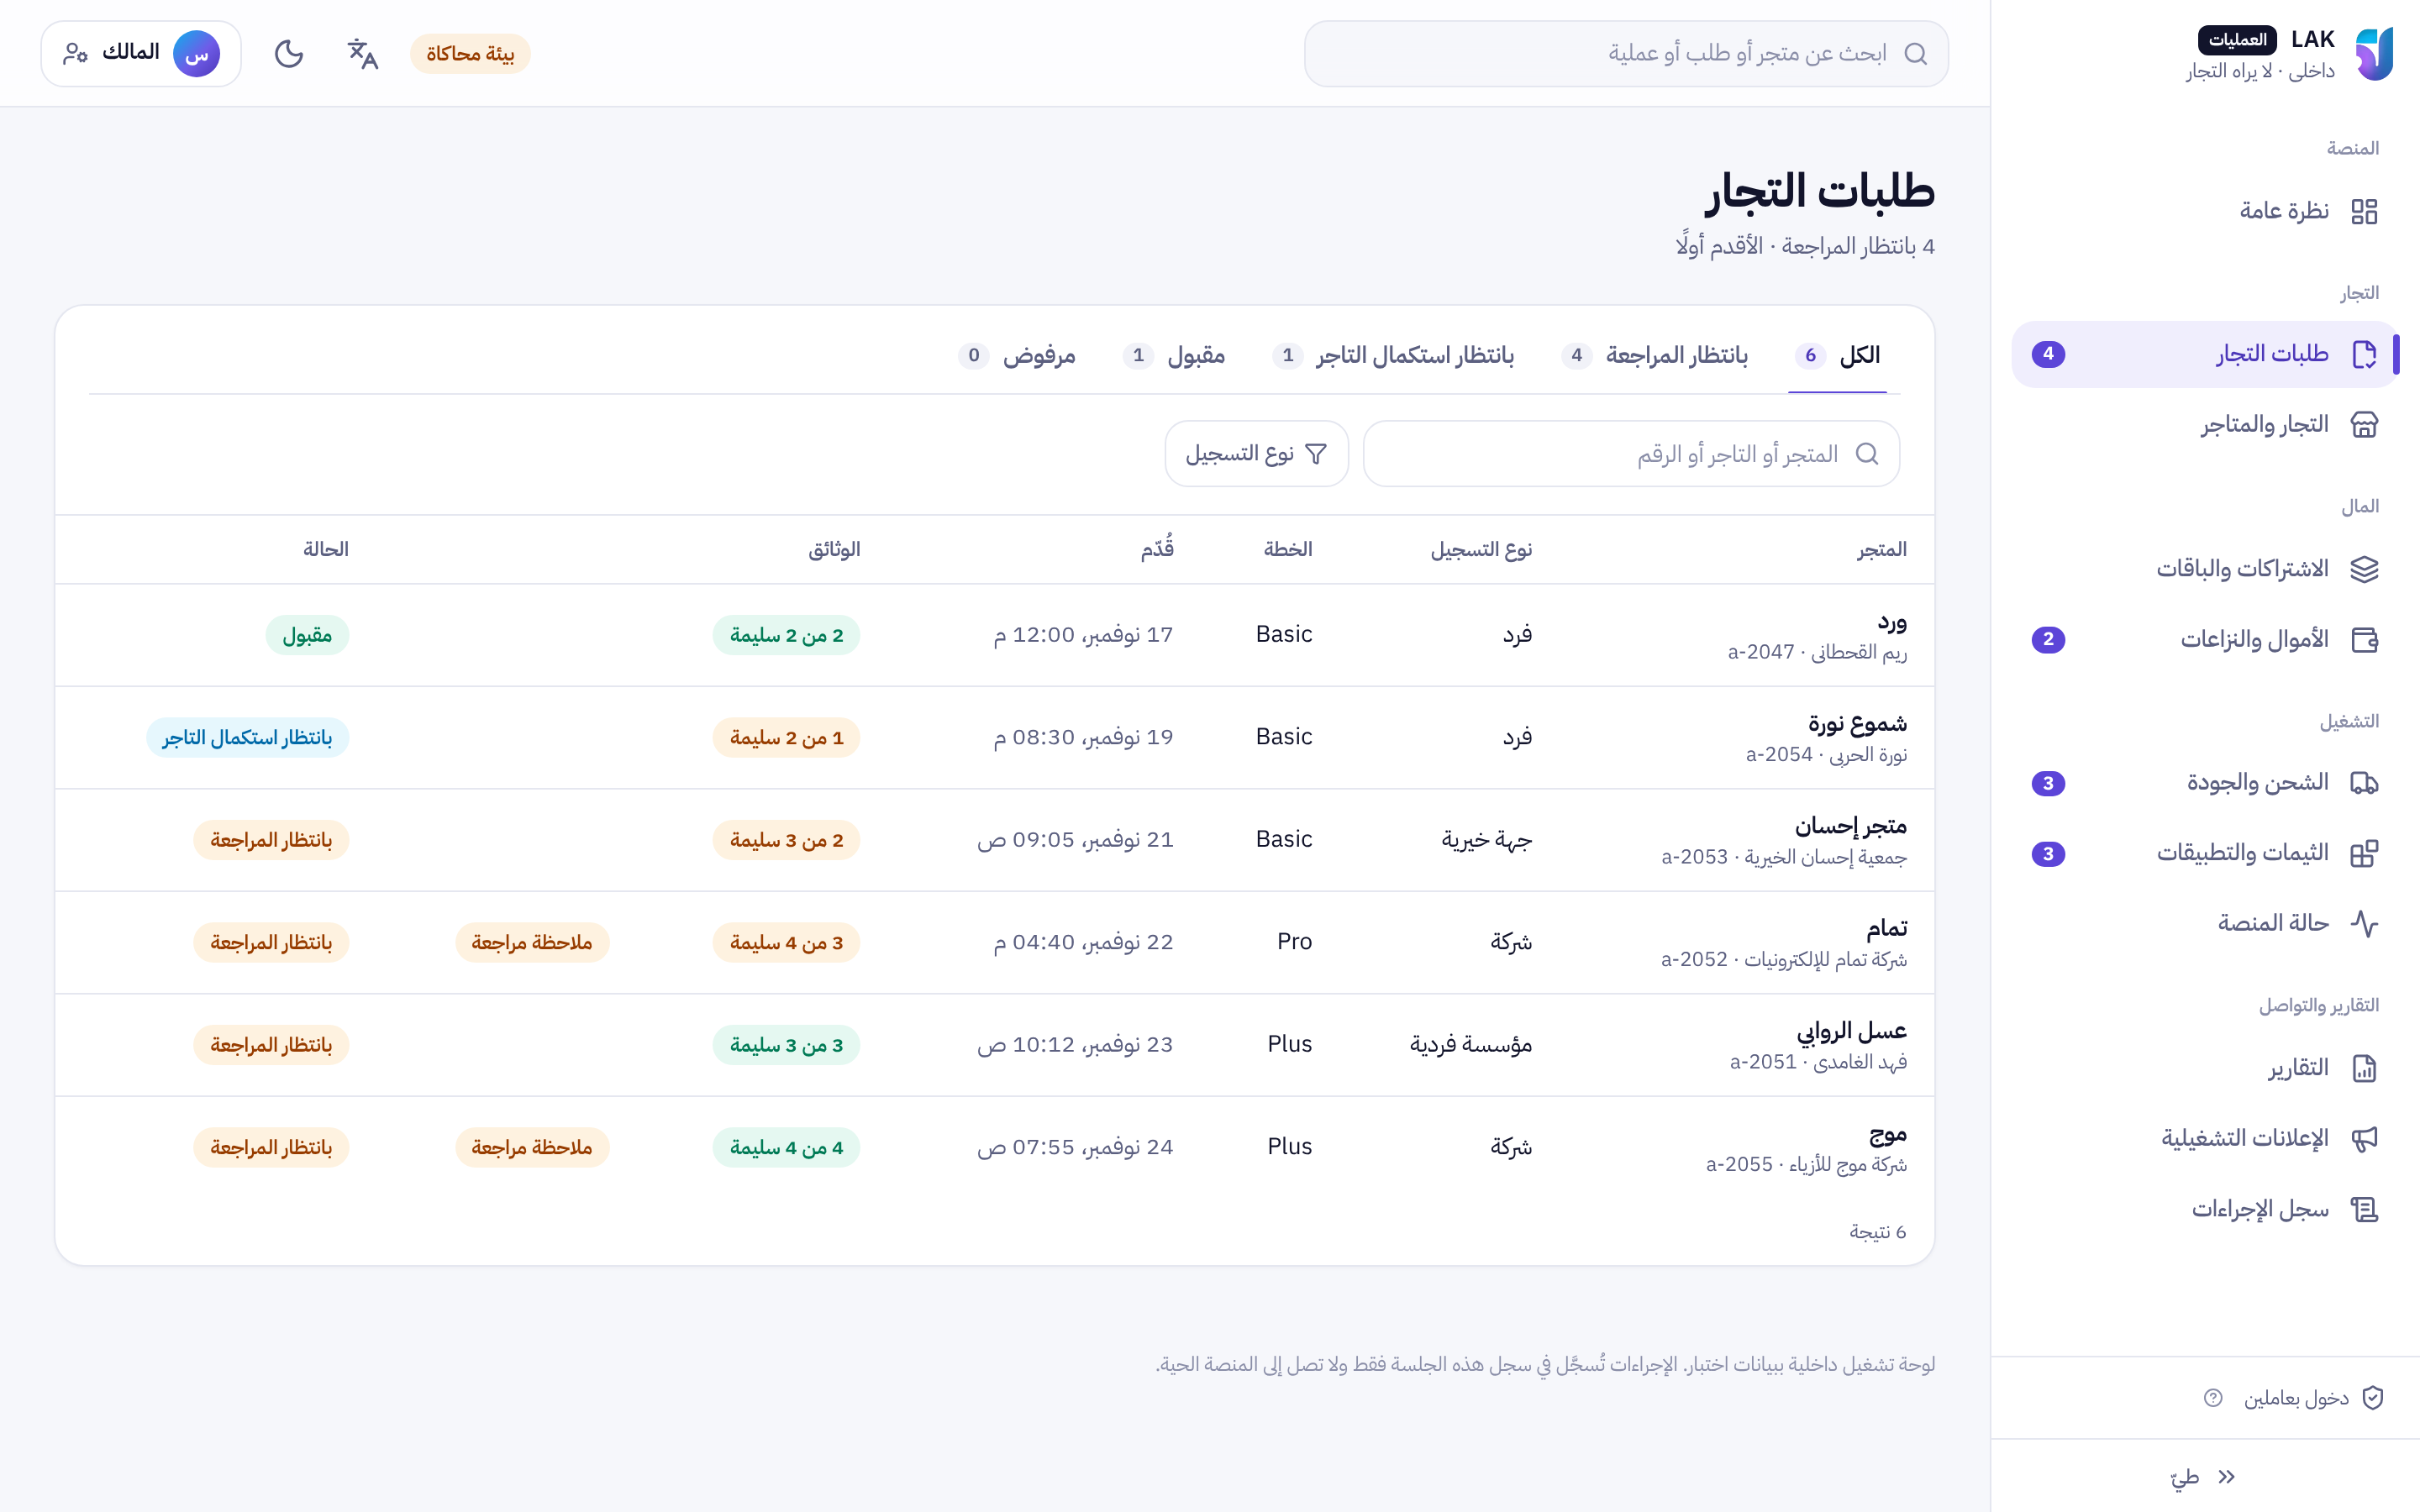 LAK العمليات
داخلي · لا يراه التجار
المنصة
نظرة عامة
التجار
طلبات التجار 4
التجار والمتاجر
المال
الاشتراكات والباقات
الأموال والنزاعات 2
التشغيل
الشحن والجودة 3
الثيمات والتطبيقات 3
حالة المنصة
التقارير والتواصل
التقارير
الإعلانات التشغيلية
سجل الإجراءات
دخول بعاملين
طيّ
ابحث عن متجر أو طلب أو عملية
بيئة محاكاة
س المالك
طلبات التجار
4 بانتظار المراجعة · الأقدم أولًا
الكل 6 بانتظار المراجعة 4 بانتظار استكمال التاجر 1 مقبول 1 مرفوض 0
المتجر أو التاجر أو الرقم نوع التسجيل
المتجر نوع التسجيل الخطة قُدّم الوثائق الحالة
ورد فرد Basic 17 نوفمبر، 12:00 م 2 من 2 سليمة مقبول
ريم القحطاني · a-2047
شموع نورة فرد Basic 19 نوفمبر، 08:30 م 1 من 2 سليمة بانتظار استكمال التاجر
نورة الحربي · a-2054
متجر إحسان جهة خيرية Basic 21 نوفمبر، 09:05 ص 2 من 3 سليمة بانتظار المراجعة
جمعية إحسان الخيرية · a-2053
تمام شركة Pro 22 نوفمبر، 04:40 م 3 من 4 سليمة ملاحظة مراجعة بانتظار المراجعة
شركة تمام للإلكترونيات · a-2052
عسل الروابي مؤسسة فردية Plus 23 نوفمبر، 10:12 ص 3 من 3 سليمة بانتظار المراجعة
فهد الغامدي · a-2051
موج شركة Plus 24 نوفمبر، 07:55 ص 4 من 4 سليمة ملاحظة مراجعة بانتظار المراجعة
شركة موج للأزياء · a-2055
6 نتيجة
لوحة تشغيل داخلية ببيانات اختبار. الإجراءات تُسجَّل في سجل هذه الجلسة فقط ولا تصل إلى المنصة الحية.